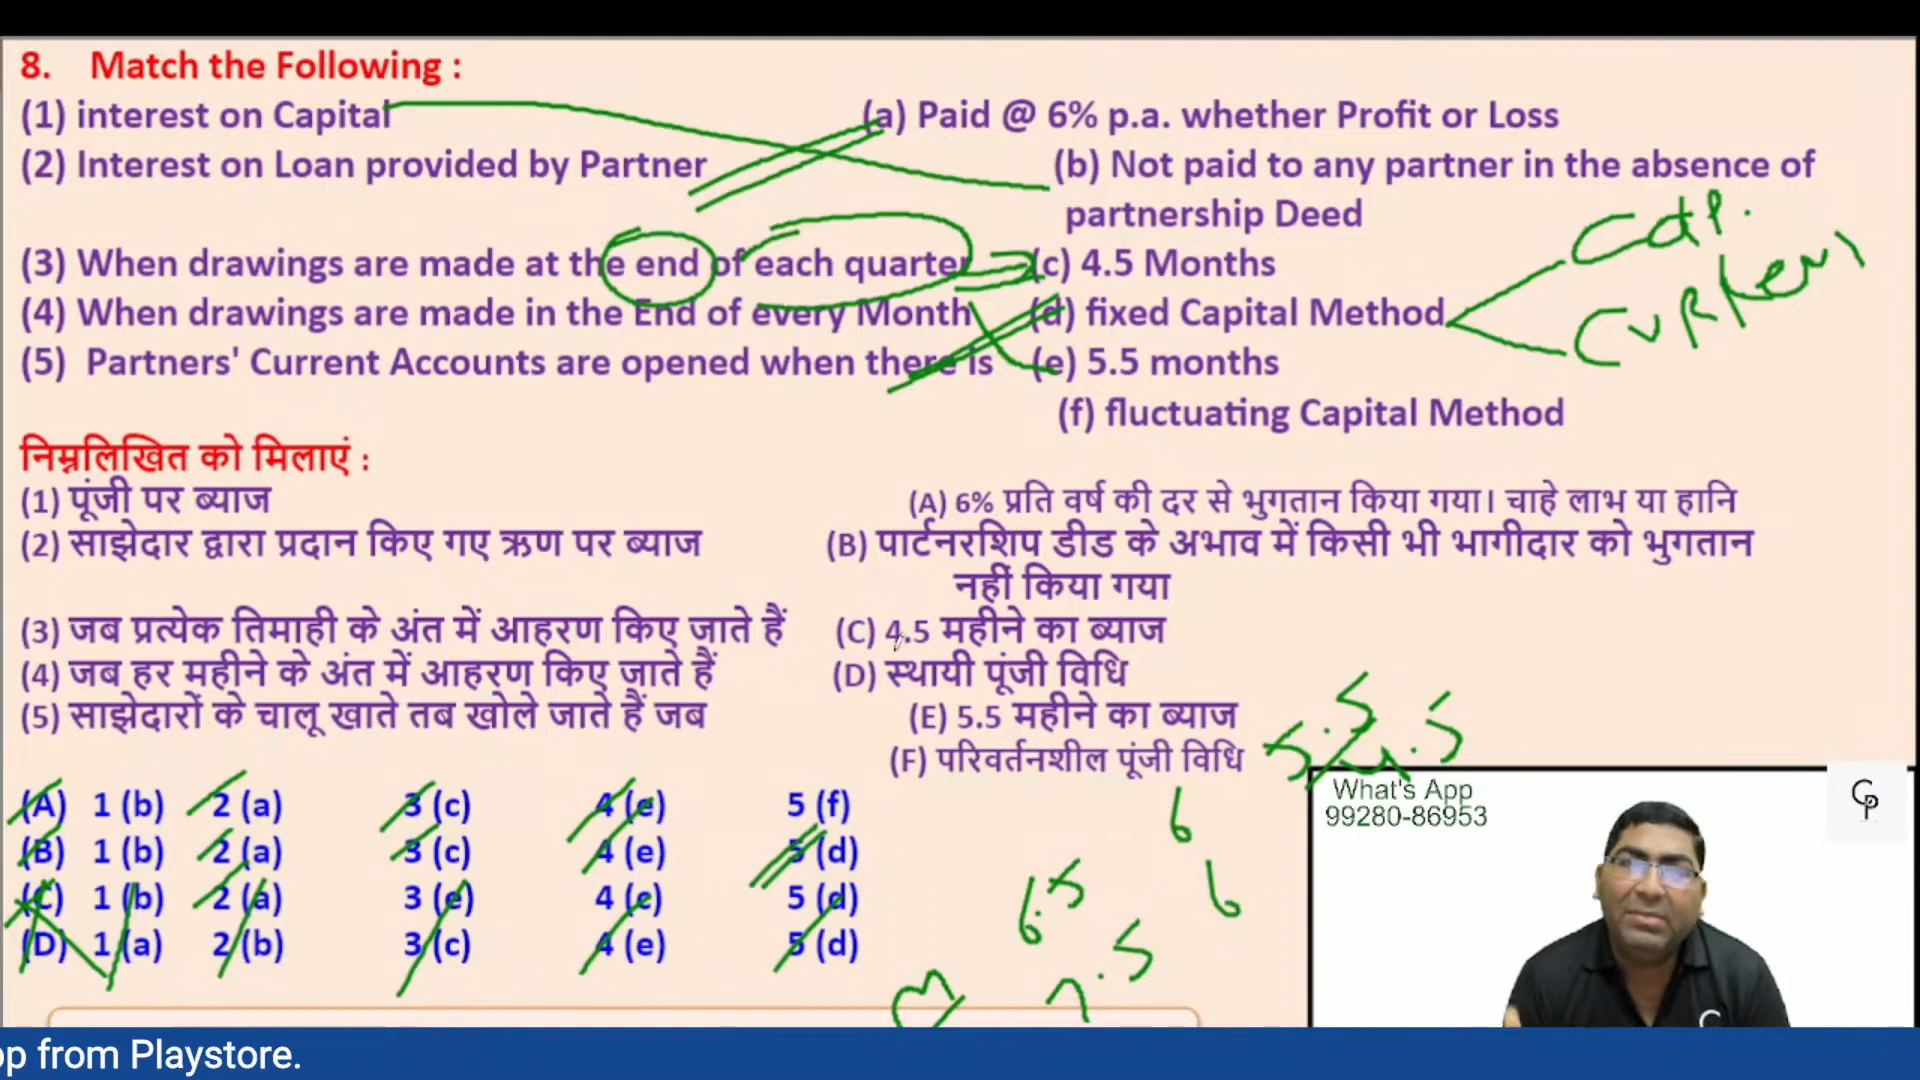 8. Match the Following :
(1) interest on Capital (a) Paid @ 6% p.a. whether Profit or Loss
(2) Interest on Loan provided by Partner (b) Not paid to any partner in the absence of
partnership Deed
Cap.
(3) When drawings are made at the end of each quarter (c) 4.5 Months
Current
(4) When drawings are made in the End of every Month (d) fixed Capital Method
(5) Partners' Current Accounts are opened when there is (e) 5.5 months
(f) fluctuating Capital Method
निम्नलिखित को मिलाएं :
(1) पूंजी पर ब्याज (A) 6% प्रति वर्ष की दर से भुगतान किया गया। चाहे लाभ या हानि
(2) साझेदार द्वारा प्रदान किए गए ऋण पर ब्याज (B) पार्टनरशिप डीड के अभाव में किसी भी भागीदार को भुगतान
नहीं किया गया
(3) जब प्रत्येक तिमाही के अंत में आहरण किए जाते हैं (C) 4.5 महीने का ब्याज
(4) जब हर महीने के अंत में आहरण किए जाते हैं (D) स्थायी पूंजी विधि
(5) साझेदारों के चालू खाते तब खोले जाते हैं जब (E) 5.5 महीने का ब्याज
5.5 4.5
(F) परिवर्तनशील पूंजी विधि
(A) 1 (b) 2 (a) 3 (c) 4 (e) 5 (f)
(B) 1 (b) 2 (a) 3 (c) 4 (e) 5 (d)
(C) 1 (b) 2 (a) 3 (e) 4 (c) 5 (d)
(D) 1 (a) 2 (b) 3 (c) 4 (e) 5 (d)
6
6
6.5
7.5
What's App
99280-86953
CP
op from Playstore.